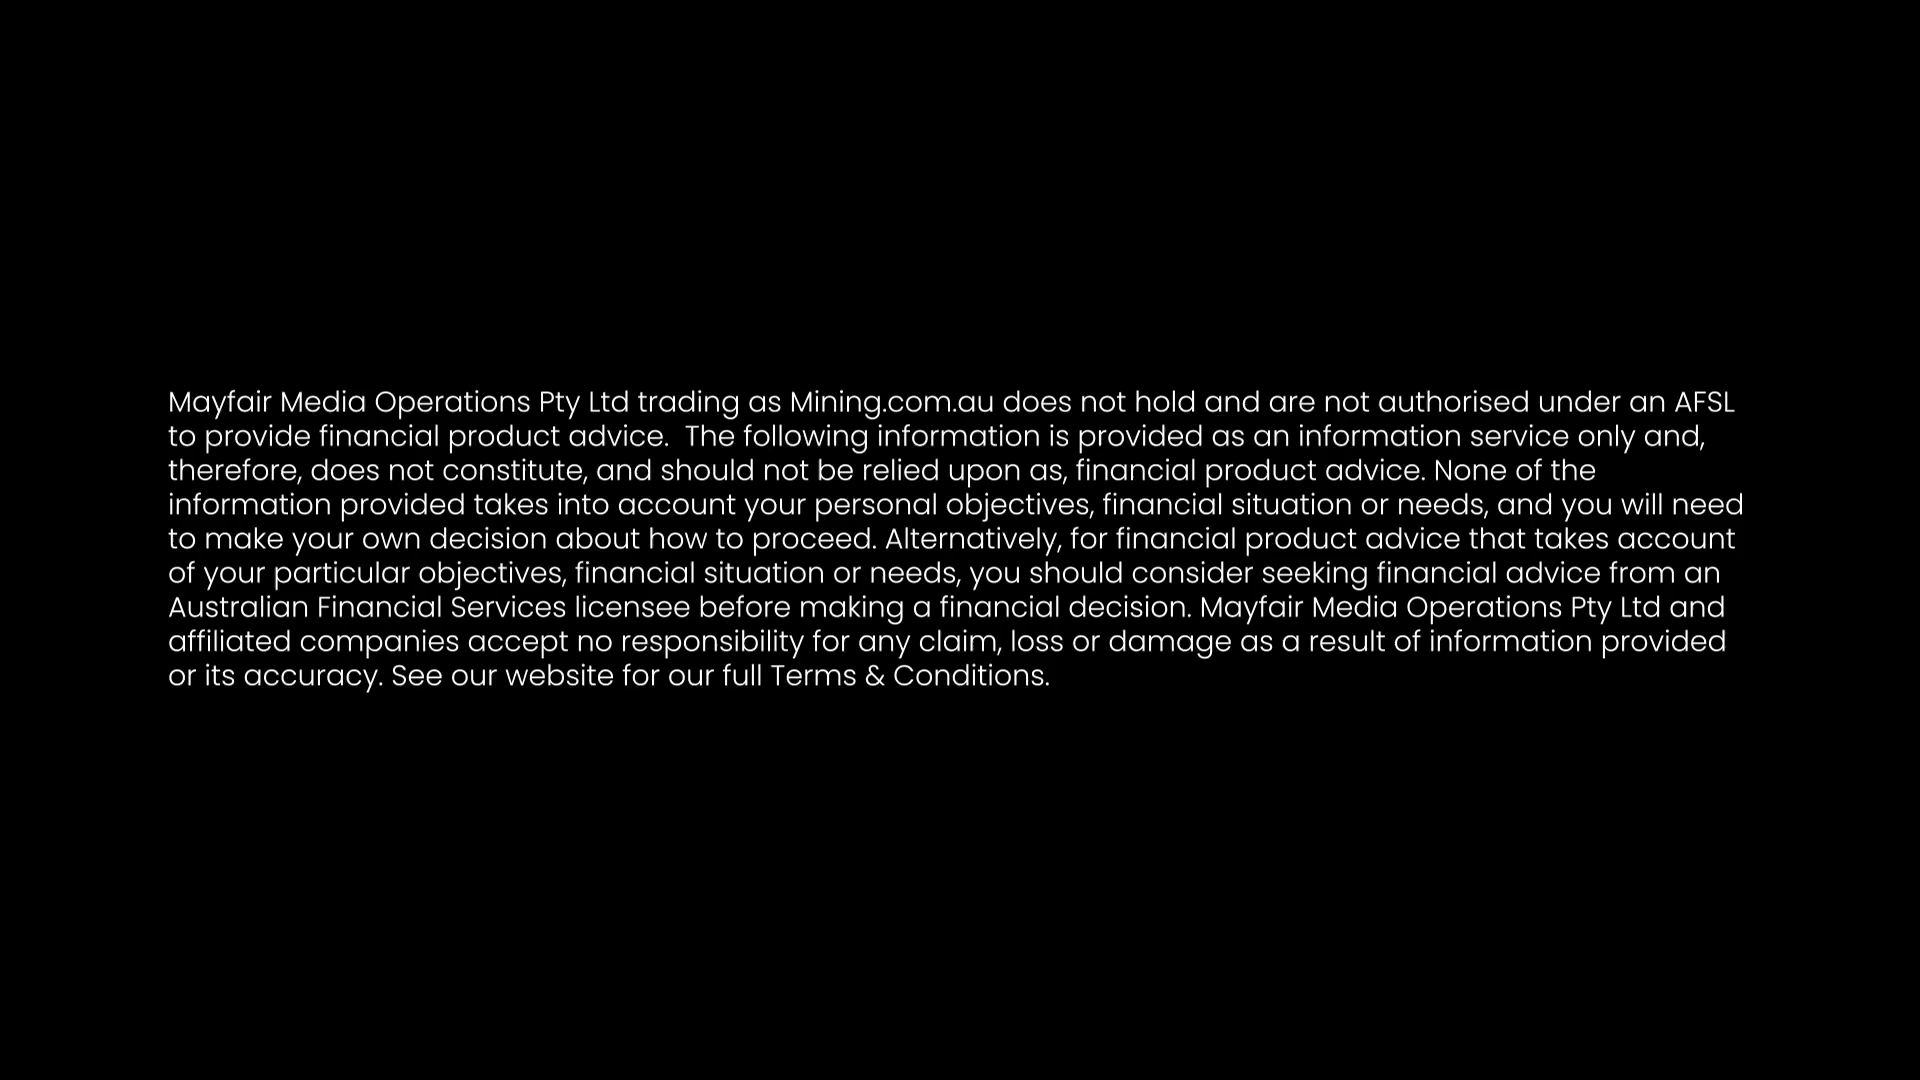 Mayfair Media Operations Pty Ltd trading as Mining.com.au does not hold and are not authorised under an AFSL
to provide financial product advice.  The following information is provided as an information service only and,
therefore, does not constitute, and should not be relied upon as, financial product advice. None of the
information provided takes into account your personal objectives, financial situation or needs, and you will need
to make your own decision about how to proceed. Alternatively, for financial product advice that takes account
of your particular objectives, financial situation or needs, you should consider seeking financial advice from an
Australian Financial Services licensee before making a financial decision. Mayfair Media Operations Pty Ltd and
affiliated companies accept no responsibility for any claim, loss or damage as a result of information provided
or its accuracy. See our website for our full Terms & Conditions.